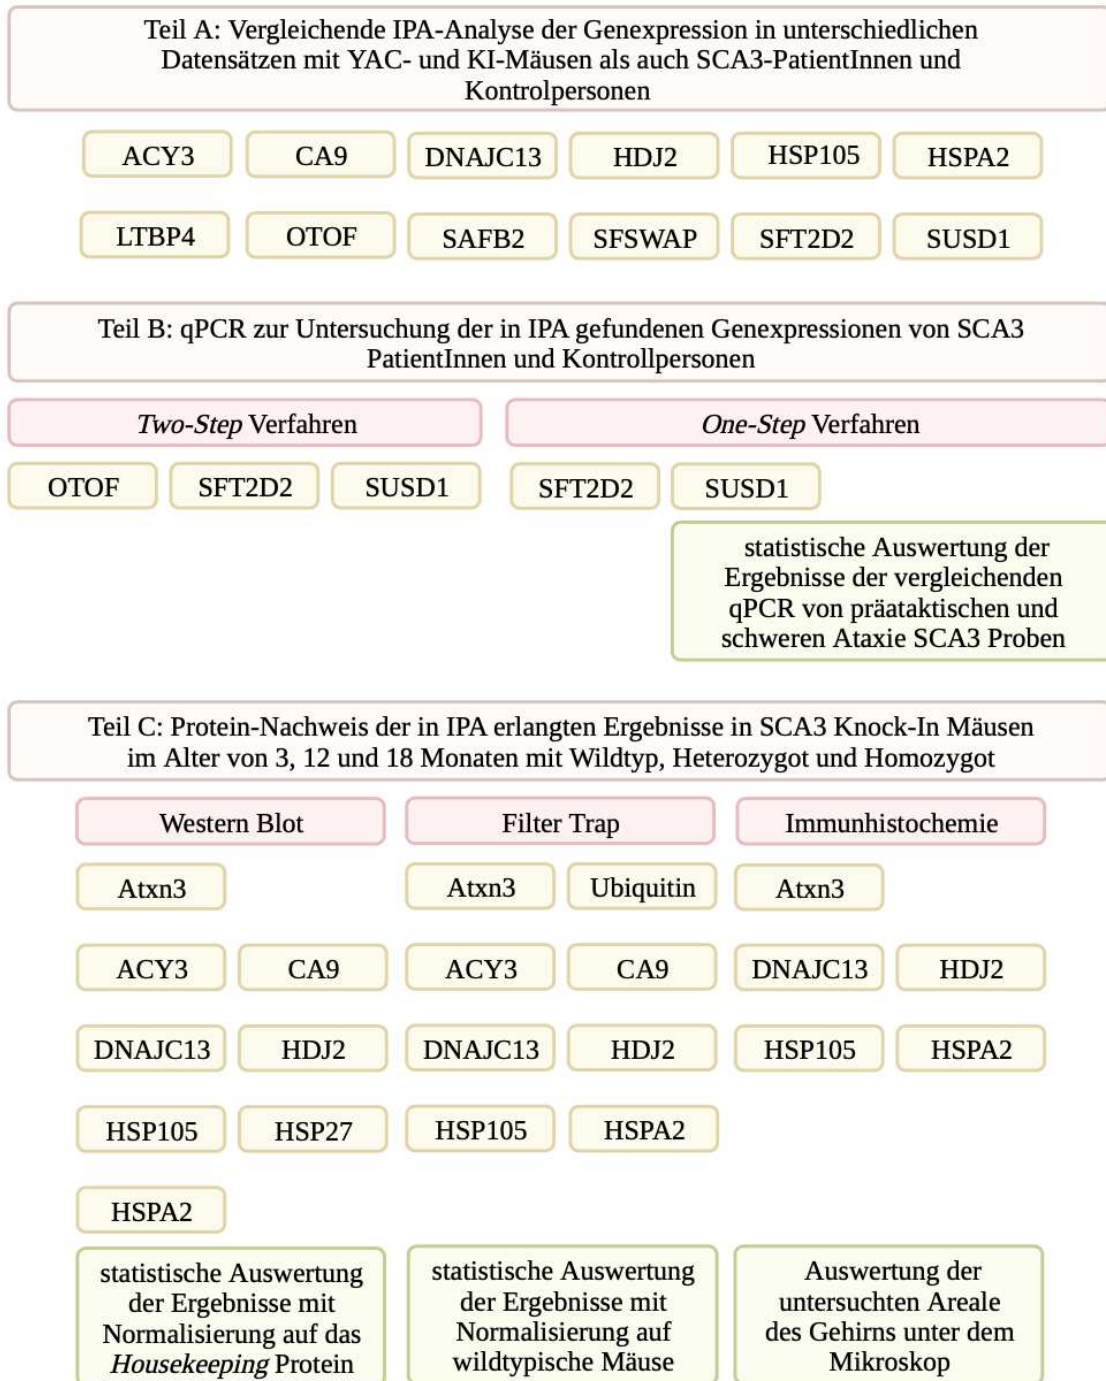 Teil A: Vergleichende IPA-Analyse der Genexpression in unterschiedlichen
Datensätzen mit YAC- und KI-Mäusen als auch SCA3-PatientInnen und
Kontrolpersonen
ACY3 CA9 DNAJC13 HDJ2 HSP105 HSPA2
LTBP4 OTOF SAFB2 SFSWAP SFT2D2 SUSD1
Teil B: qPCR zur Untersuchung der in IPA gefundenen Genexpressionen von SCA3
PatientInnen und Kontrollpersonen
Two-Step Verfahren One-Step Verfahren
OTOF SFT2D2 SUSD1 SFT2D2 SUSD1
statistische Auswertung der
Ergebnisse der vergleichenden
qPCR von präataktischen und
schweren Ataxie SCA3 Proben
Teil C: Protein-Nachweis der in IPA erlangten Ergebnisse in SCA3 Knock-In Mäusen
im Alter von 3, 12 und 18 Monaten mit Wildtyp, Heterozygot und Homozygot
Western Blot Filter Trap Immunhistochemie
Atxn3 Atxn3 Ubiquitin Atxn3
ACY3 CA9 ACY3 CA9 DNAJC13 HDJ2
DNAJC13 HDJ2 DNAJC13 HDJ2 HSP105 HSPA2
HSP105 HSP27 HSP105 HSPA2
HSPA2
statistische Auswertung
der Ergebnisse mit
Normalisierung auf das
Housekeeping Protein
statistische Auswertung
der Ergebnisse mit
Normalisierung auf
wildtypische Mäuse
Auswertung der
untersuchten Areale
des Gehirns unter dem
Mikroskop